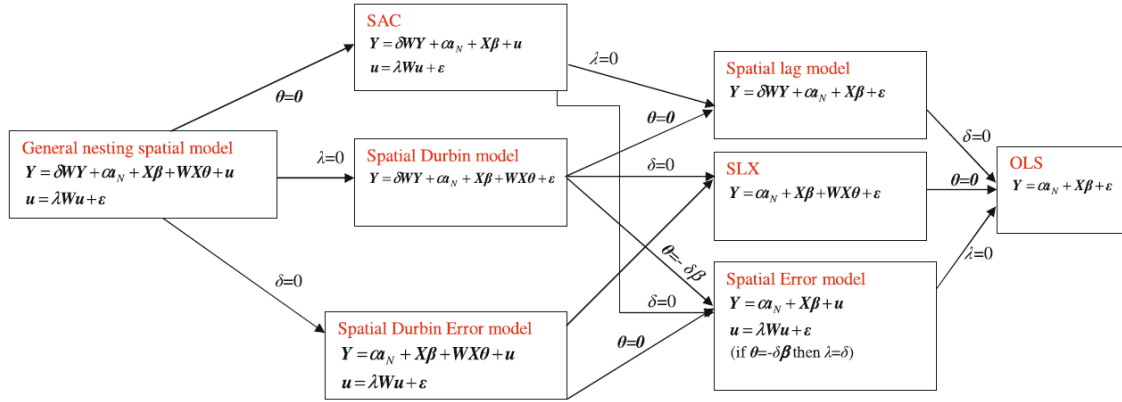 SAC
Y = δWY + αι_N + Xβ + u
u = λWu + ε
λ=0
Spatial lag model
Y = δWY + αι_N + Xβ + ε
θ=0
θ=0
δ=0
General nesting spatial model
Y = δWY + αι_N + Xβ + WXθ + u
u = λWu + ε
λ=0
Spatial Durbin model
Y = δWY + αι_N + Xβ + WXθ + ε
δ=0
SLX
Y = αι_N + Xβ + WXθ + ε
θ=0
OLS
Y = αι_N + Xβ + ε
θ=-δβ
λ=0
δ=0
δ=0
Spatial Error model
Y = αι_N + Xβ + u
u = λWu + ε
(if θ=-δβ then λ=δ)
Spatial Durbin Error model
Y = αι_N + Xβ + WXθ + u
u = λWu + ε
θ=0